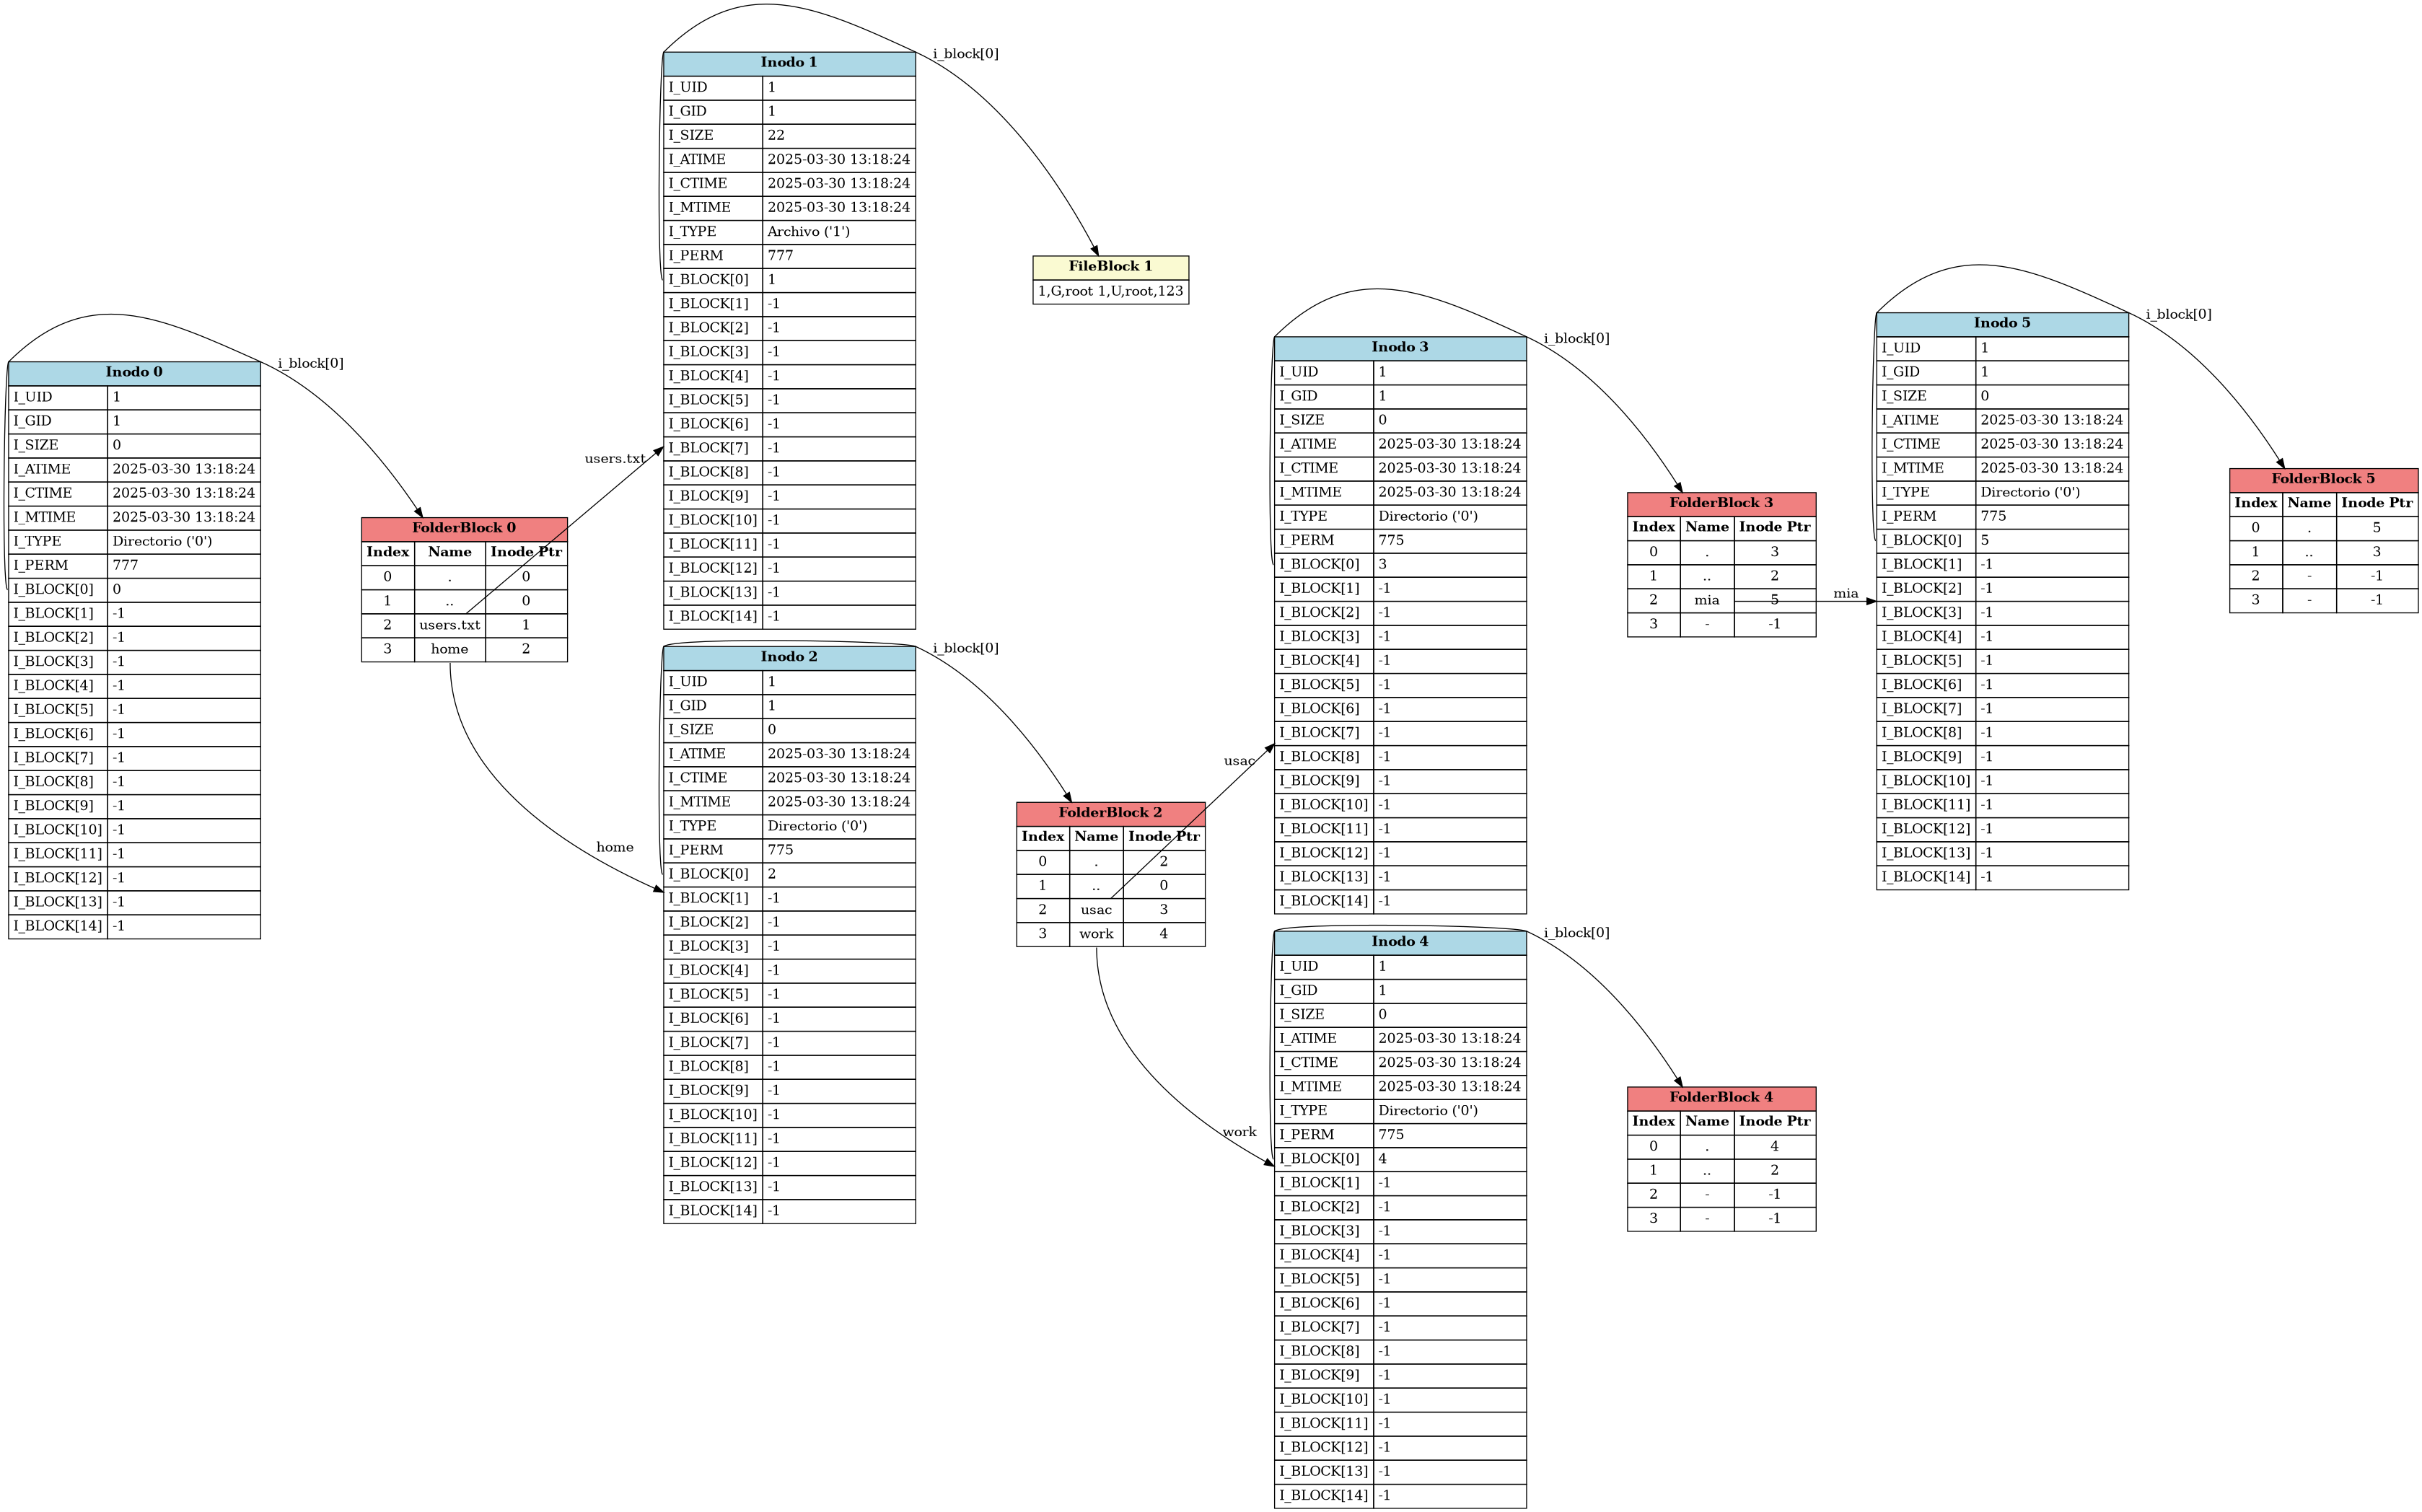 Inodo 0
I_UID 1
I_GID 1
I_SIZE 0
I_ATIME 2025-03-30 13:18:24
I_CTIME 2025-03-30 13:18:24
I_MTIME 2025-03-30 13:18:24
I_TYPE Directorio ('0')
I_PERM 777
I_BLOCK[0] 0
I_BLOCK[1] -1
I_BLOCK[2] -1
I_BLOCK[3] -1
I_BLOCK[4] -1
I_BLOCK[5] -1
I_BLOCK[6] -1
I_BLOCK[7] -1
I_BLOCK[8] -1
I_BLOCK[9] -1
I_BLOCK[10] -1
I_BLOCK[11] -1
I_BLOCK[12] -1
I_BLOCK[13] -1
I_BLOCK[14] -1
i_block[0]
FolderBlock 0
Index Name Inode Ptr
0 . 0
1 .. 0
2 users.txt 1
3 home 2
users.txt
home
Inodo 1
I_UID 1
I_GID 1
I_SIZE 22
I_ATIME 2025-03-30 13:18:24
I_CTIME 2025-03-30 13:18:24
I_MTIME 2025-03-30 13:18:24
I_TYPE Archivo ('1')
I_PERM 777
I_BLOCK[0] 1
I_BLOCK[1] -1
I_BLOCK[2] -1
I_BLOCK[3] -1
I_BLOCK[4] -1
I_BLOCK[5] -1
I_BLOCK[6] -1
I_BLOCK[7] -1
I_BLOCK[8] -1
I_BLOCK[9] -1
I_BLOCK[10] -1
I_BLOCK[11] -1
I_BLOCK[12] -1
I_BLOCK[13] -1
I_BLOCK[14] -1
i_block[0]
FileBlock 1
1,G,root 1,U,root,123
Inodo 2
I_UID 1
I_GID 1
I_SIZE 0
I_ATIME 2025-03-30 13:18:24
I_CTIME 2025-03-30 13:18:24
I_MTIME 2025-03-30 13:18:24
I_TYPE Directorio ('0')
I_PERM 775
I_BLOCK[0] 2
I_BLOCK[1] -1
I_BLOCK[2] -1
I_BLOCK[3] -1
I_BLOCK[4] -1
I_BLOCK[5] -1
I_BLOCK[6] -1
I_BLOCK[7] -1
I_BLOCK[8] -1
I_BLOCK[9] -1
I_BLOCK[10] -1
I_BLOCK[11] -1
I_BLOCK[12] -1
I_BLOCK[13] -1
I_BLOCK[14] -1
i_block[0]
FolderBlock 2
Index Name Inode Ptr
0 . 2
1 .. 0
2 usac 3
3 work 4
usac
work
Inodo 3
I_UID 1
I_GID 1
I_SIZE 0
I_ATIME 2025-03-30 13:18:24
I_CTIME 2025-03-30 13:18:24
I_MTIME 2025-03-30 13:18:24
I_TYPE Directorio ('0')
I_PERM 775
I_BLOCK[0] 3
I_BLOCK[1] -1
I_BLOCK[2] -1
I_BLOCK[3] -1
I_BLOCK[4] -1
I_BLOCK[5] -1
I_BLOCK[6] -1
I_BLOCK[7] -1
I_BLOCK[8] -1
I_BLOCK[9] -1
I_BLOCK[10] -1
I_BLOCK[11] -1
I_BLOCK[12] -1
I_BLOCK[13] -1
I_BLOCK[14] -1
i_block[0]
FolderBlock 3
Index Name Inode Ptr
0 . 3
1 .. 2
2 mia 5
3 - -1
mia
Inodo 4
I_UID 1
I_GID 1
I_SIZE 0
I_ATIME 2025-03-30 13:18:24
I_CTIME 2025-03-30 13:18:24
I_MTIME 2025-03-30 13:18:24
I_TYPE Directorio ('0')
I_PERM 775
I_BLOCK[0] 4
I_BLOCK[1] -1
I_BLOCK[2] -1
I_BLOCK[3] -1
I_BLOCK[4] -1
I_BLOCK[5] -1
I_BLOCK[6] -1
I_BLOCK[7] -1
I_BLOCK[8] -1
I_BLOCK[9] -1
I_BLOCK[10] -1
I_BLOCK[11] -1
I_BLOCK[12] -1
I_BLOCK[13] -1
I_BLOCK[14] -1
i_block[0]
FolderBlock 4
Index Name Inode Ptr
0 . 4
1 .. 2
2 - -1
3 - -1
Inodo 5
I_UID 1
I_GID 1
I_SIZE 0
I_ATIME 2025-03-30 13:18:24
I_CTIME 2025-03-30 13:18:24
I_MTIME 2025-03-30 13:18:24
I_TYPE Directorio ('0')
I_PERM 775
I_BLOCK[0] 5
I_BLOCK[1] -1
I_BLOCK[2] -1
I_BLOCK[3] -1
I_BLOCK[4] -1
I_BLOCK[5] -1
I_BLOCK[6] -1
I_BLOCK[7] -1
I_BLOCK[8] -1
I_BLOCK[9] -1
I_BLOCK[10] -1
I_BLOCK[11] -1
I_BLOCK[12] -1
I_BLOCK[13] -1
I_BLOCK[14] -1
i_block[0]
FolderBlock 5
Index Name Inode Ptr
0 . 5
1 .. 3
2 - -1
3 - -1